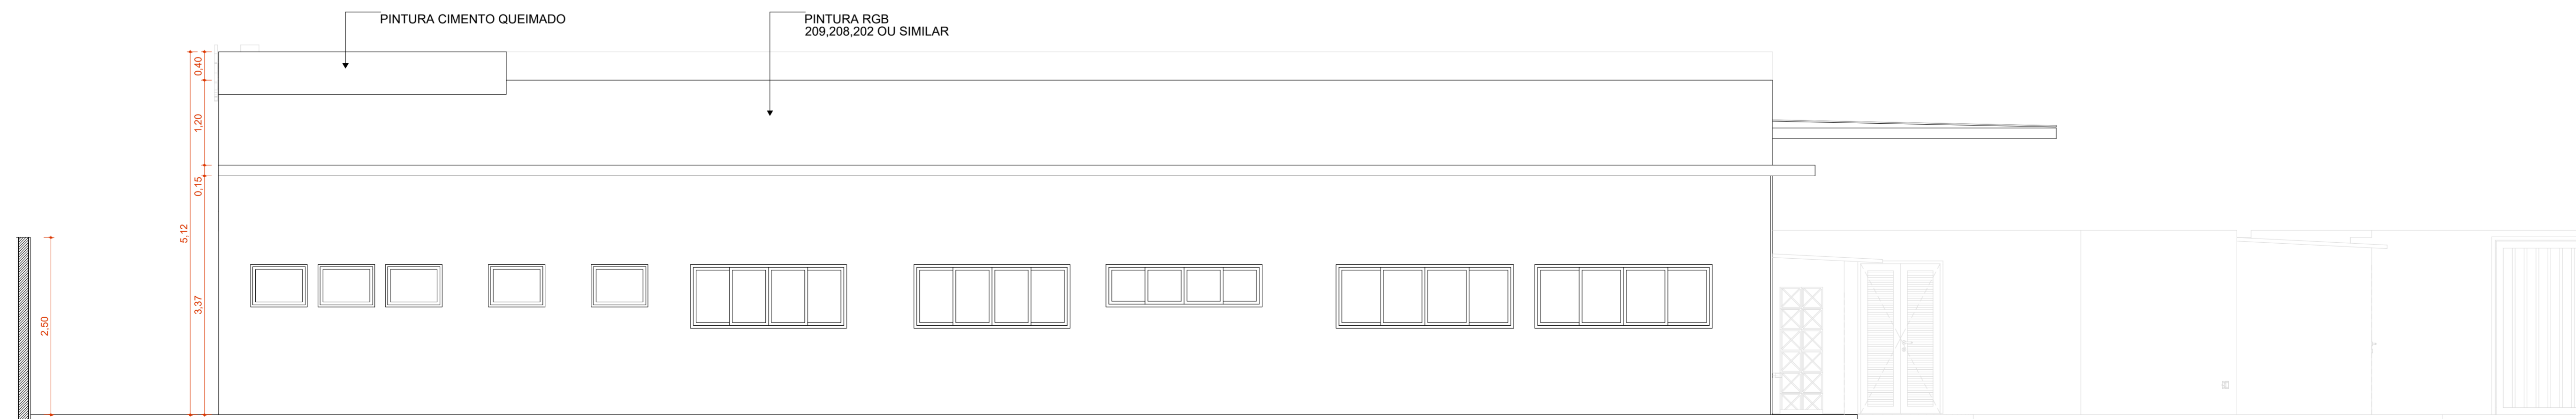 PINTURA CIMENTO QUEIMADO
PINTURA RGB
209,208,202 OU SIMILAR
0,40
1,20
0,15
5,12
3,37
2,50